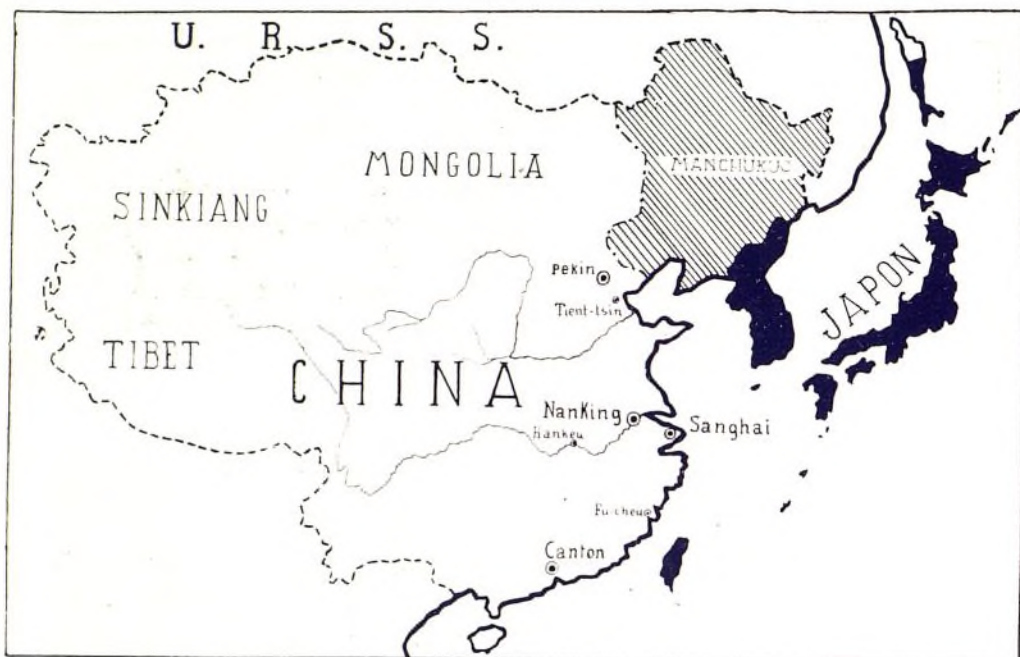 U. R. S. S.
MONGOLIA
MANCHUKUO
SINKIANG
Pekin
Tient-tsin
JAPON
TIBET
CHINA
NanKing
Sanghai
Hankeu
Fu-cheu
Canton